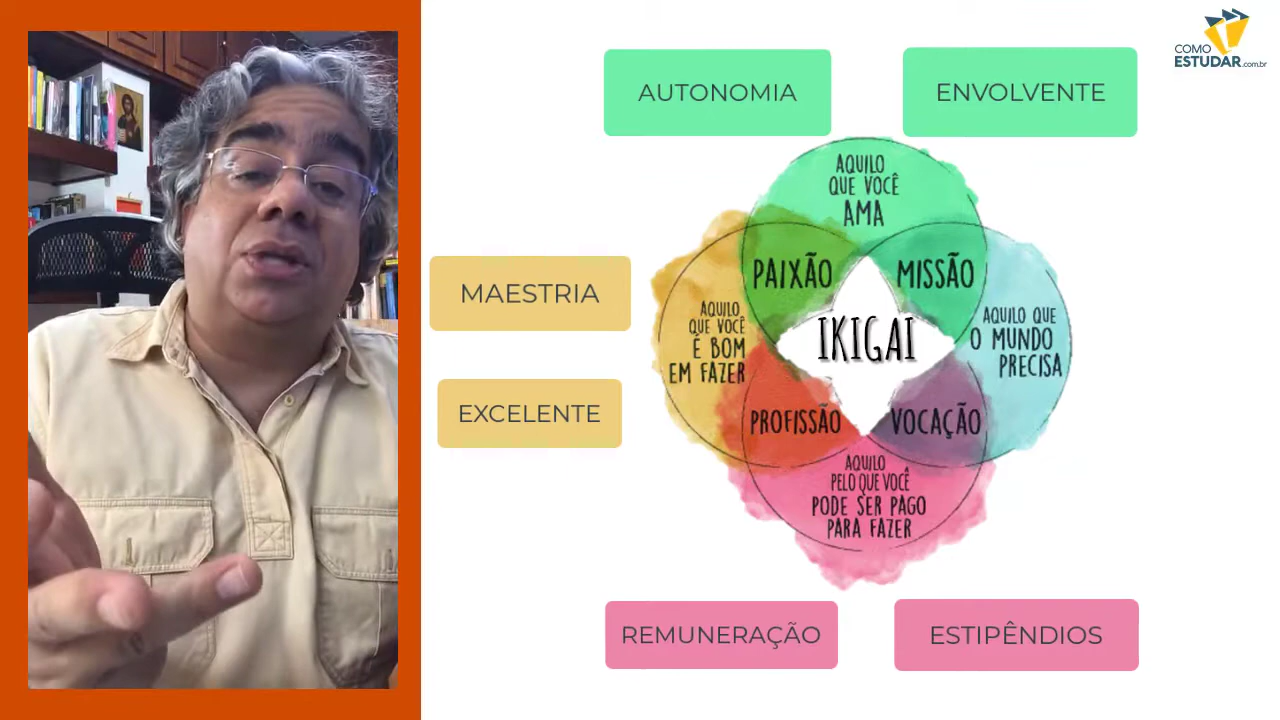 COMO
ESTUDAR.com.br
AUTONOMIA
ENVOLVENTE
AQUILO
QUE VOCÊ
AMA
PAIXÃO
MISSÃO
MAESTRIA
EXCELENTE
AQUILO
QUE VOCÊ
É BOM
EM FAZER
IKIGAI
AQUILO QUE
O MUNDO
PRECISA
PROFISSÃO
VOCAÇÃO
AQUILO
PELO QUE VOCÊ
PODE SER PAGO
PARA FAZER
REMUNERAÇÃO
ESTIPÊNDIOS